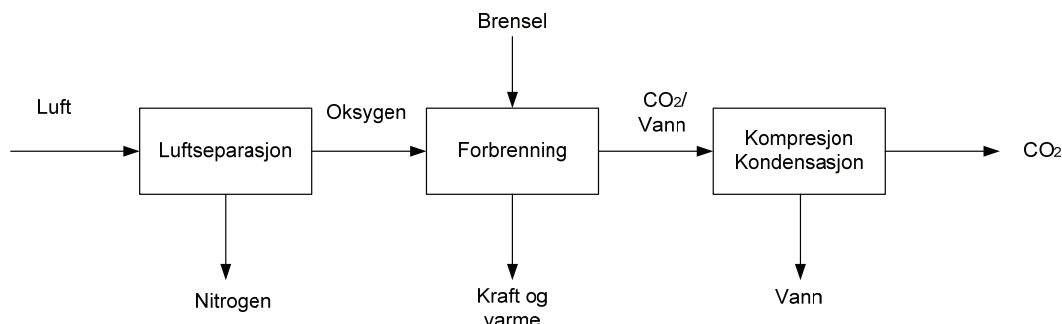 Brensel
Luft
Oksygen
CO2/
Vann
Luftseparasjon
Forbrenning
Kompresjon
Kondensasjon
CO2
Nitrogen
Kraft og
varme
Vann